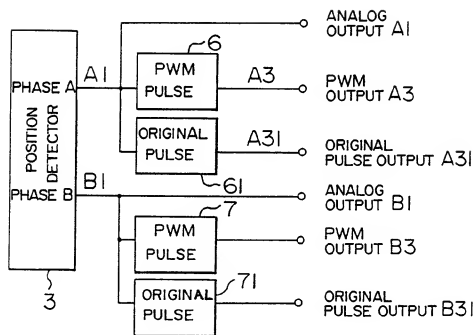 ANALOG
OUTPUT A1
6
PHASE A
A1
PWM
PULSE
A3
PWM
OUTPUT A3
POSITION
DETECTOR
ORIGINAL
PULSE
A31
ORIGINAL
PULSE OUTPUT A31
61
PHASE B
B1
ANALOG
OUTPUT B1
7
PWM
PULSE
PWM
OUTPUT B3
3
71
ORIGINAL
PULSE
ORIGINAL
PULSE OUTPUT B31